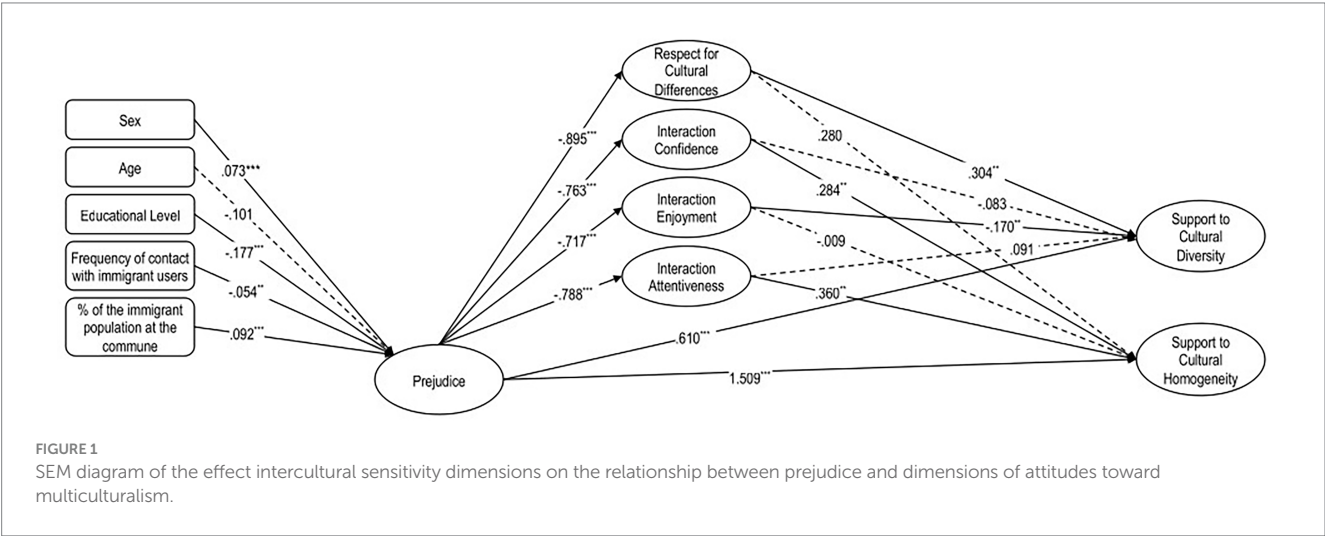 Sex
Age
Educational Level
Frequency of contact
with immigrant users
% of the immigrant
population at the
commune
.073***
-.101
-.177***
-.054**
.092***
Prejudice
-.895***
-.763***
-.717***
-.788***
Respect for
Cultural
Differences
Interaction
Confidence
Interaction
Enjoyment
Interaction
Attentiveness
.280
.284**
-.009
.360**
.610***
1.509***
.304**
-.083
-.170**
.091
Support to
Cultural
Diversity
Support to
Cultural
Homogeneity
FIGURE 1
SEM diagram of the effect intercultural sensitivity dimensions on the relationship between prejudice and dimensions of attitudes toward
multiculturalism.